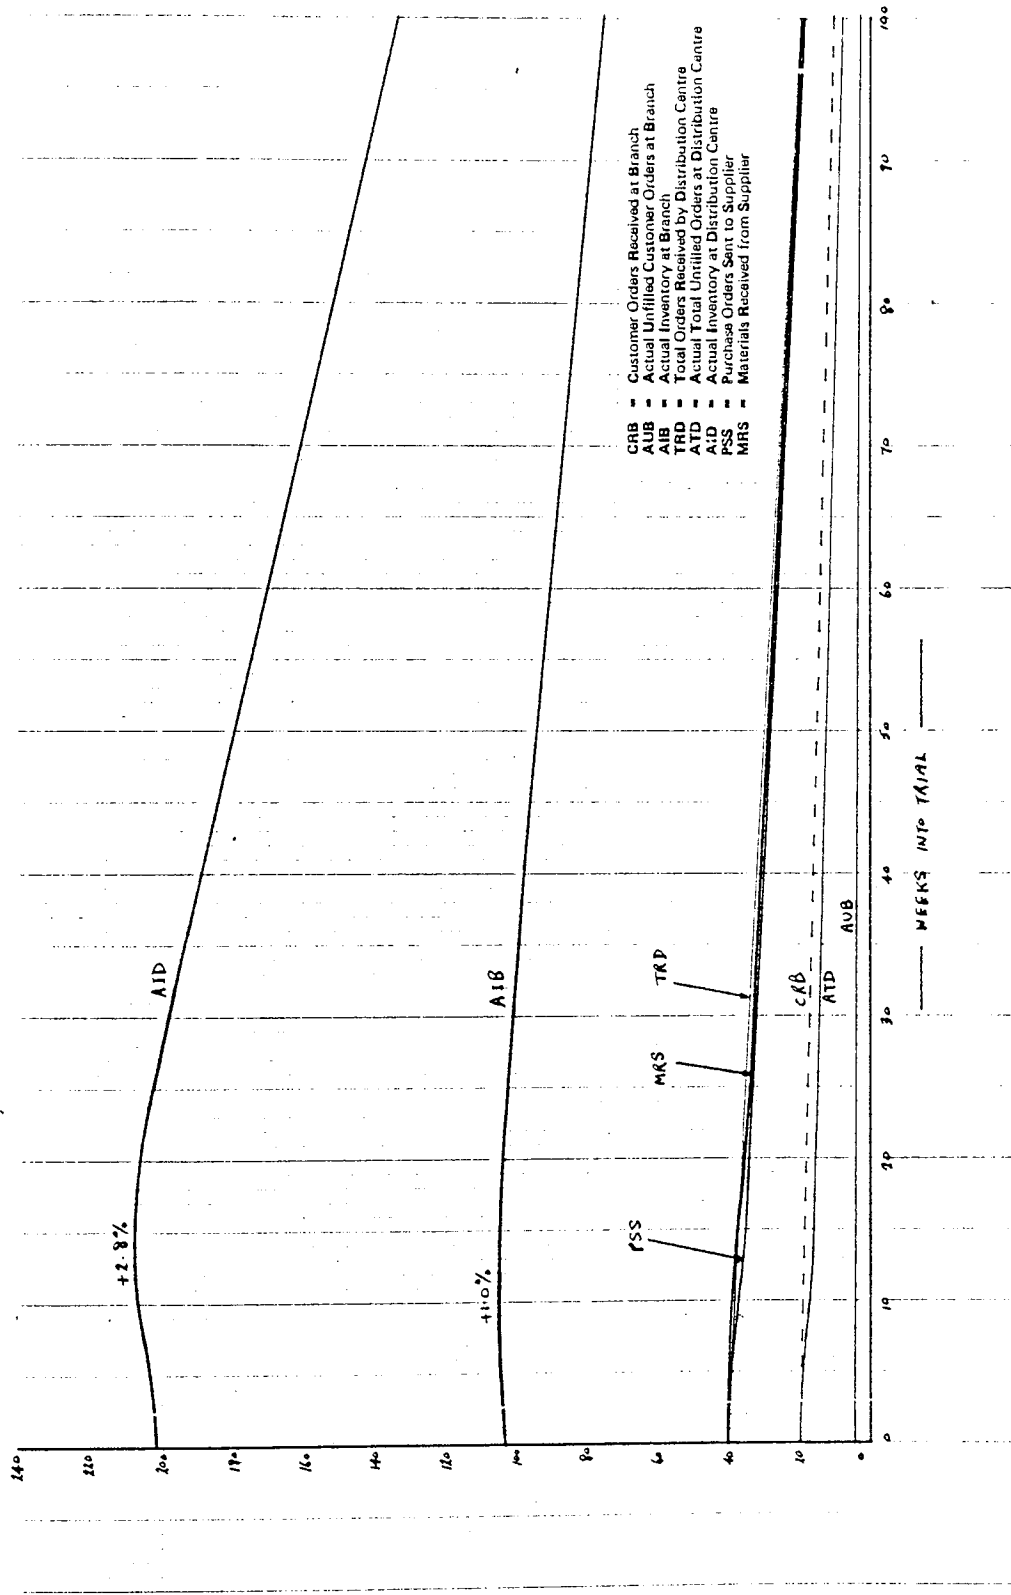 240
220
200
180
160
140
120
100
80
60
40
20
0
+2.8%
AID
+1.0%
AIB
PSS
MRS
TRD
CRB
ATD
AUB
CRB = Customer Orders Received at Branch
AUB = Actual Unfilled Customer Orders at Branch
AIB = Actual Inventory at Branch
TRD = Total Orders Received by Distribution Centre
ATD = Actual Total Unfilled Orders at Distribution Centre
AID = Actual Inventory at Distribution Centre
PSS = Purchase Orders Sent to Supplier
MRS = Materials Received from Supplier
0 10 20 30 40 50 60 70 80 90 100
WEEKS INTO TRIAL